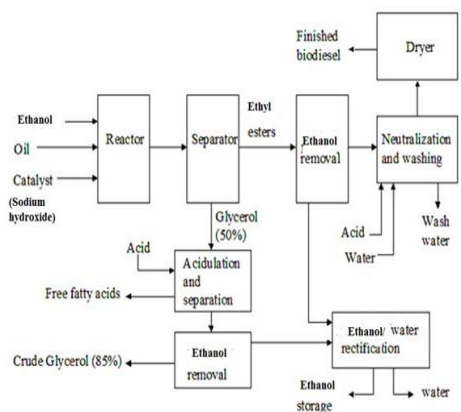 Finished
biodiesel
Dryer
Ethanol
Oil
Catalyst
(Sodium
hydroxide)
Reactor
Separator
Ethyl
esters
Ethanol
removal
Neutralization
and washing
Glycerol
(50%)
Acid
Water
Wash
water
Acid
Acidulation
and
separation
Free fatty acids
Ethanol
removal
Crude Glycerol (85%)
Ethanol/ water
rectification
Ethanol
storage
water